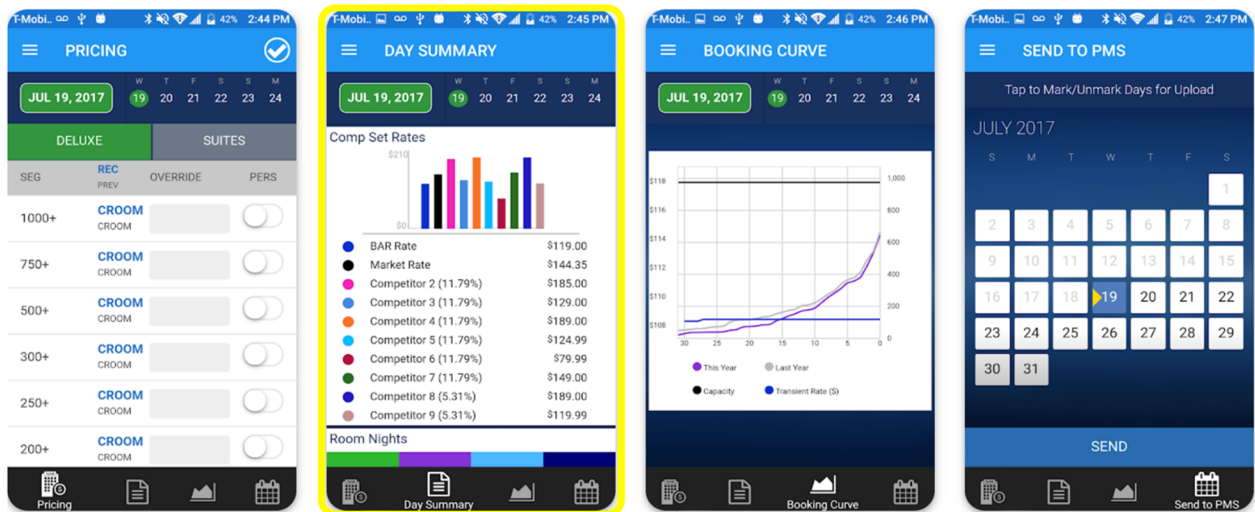 T-Mobi.. 42% 2:44 PM
PRICING
JUL 19, 2017
W T F S S M
19 20 21 22 23 24
DELUXE SUITES
SEG REC PREV OVERRIDE PERS
1000+ CROOM
CROOM
750+ CROOM
CROOM
500+ CROOM
CROOM
300+ CROOM
CROOM
250+ CROOM
CROOM
200+ CROOM
CROOM
Pricing
T-Mobi.. 42% 2:45 PM
DAY SUMMARY
JUL 19, 2017
W T F S S M
19 20 21 22 23 24
Comp Set Rates
$210
$0
BAR Rate $119.00
Market Rate $144.35
Competitor 2 (11.79%) $185.00
Competitor 3 (11.79%) $129.00
Competitor 4 (11.79%) $189.00
Competitor 5 (11.79%) $124.99
Competitor 6 (11.79%) $79.99
Competitor 7 (11.79%) $149.00
Competitor 8 (5.31%) $189.00
Competitor 9 (5.31%) $119.99
Room Nights
Day Summary
T-Mobi.. 42% 2:46 PM
BOOKING CURVE
JUL 19, 2017
W T F S S M
19 20 21 22 23 24
$118 1,000
$116 800
$114 600
$112 400
$110 200
$108 0
30 25 20 15 10 5 0
This Year Last Year
Capacity Transient Rate ($)
Booking Curve
T-Mobi.. 42% 2:47 PM
SEND TO PMS
Tap to Mark/Unmark Days for Upload
JULY 2017
S M T W T F S
1
2 3 4 5 6 7 8
9 10 11 12 13 14 15
16 17 18 19 20 21 22
23 24 25 26 27 28 29
30 31
SEND
Send to PMS